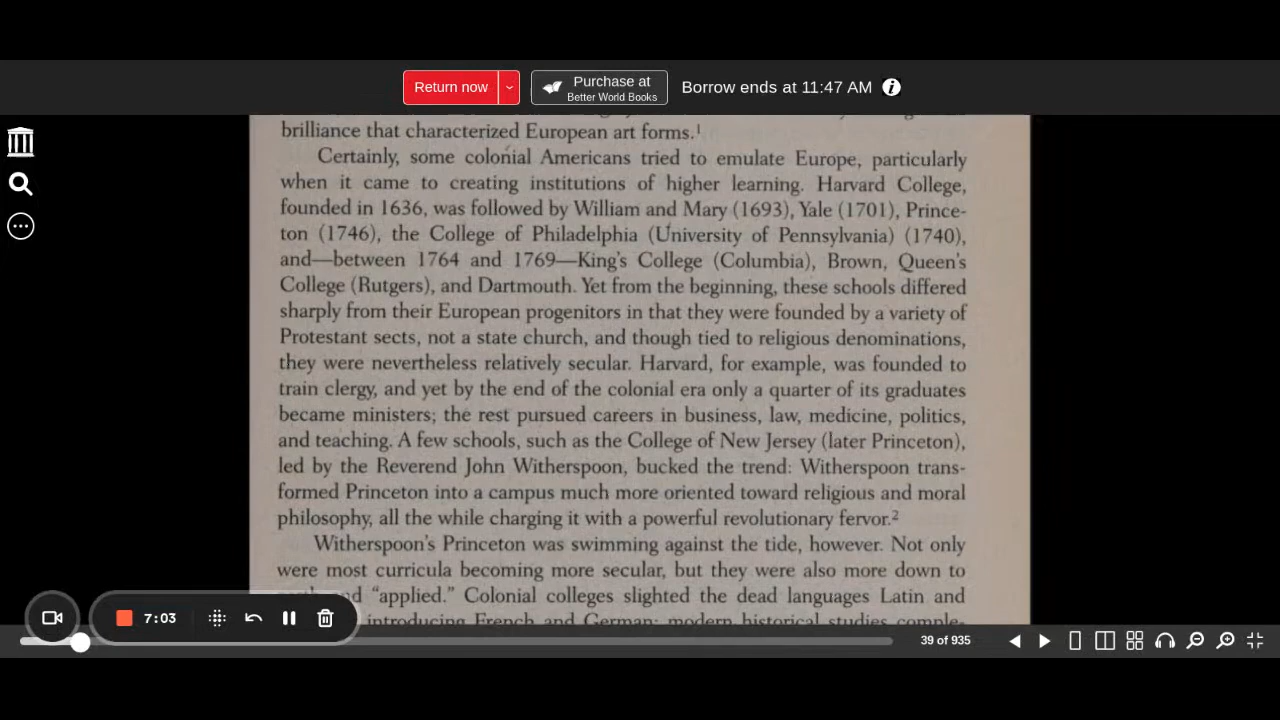 Return now
Purchase at
Better World Books
Borrow ends at 11:47 AM
brilliance that characterized European art forms.1
Certainly, some colonial Americans tried to emulate Europe, particularly
when it came to creating institutions of higher learning. Harvard College,
founded in 1636, was followed by William and Mary (1693), Yale (1701), Prince-
ton (1746), the College of Philadelphia (University of Pennsylvania) (1740),
and—between 1764 and 1769—King's College (Columbia), Brown, Queen's
College (Rutgers), and Dartmouth. Yet from the beginning, these schools differed
sharply from their European progenitors in that they were founded by a variety of
Protestant sects, not a state church, and though tied to religious denominations,
they were nevertheless relatively secular. Harvard, for example, was founded to
train clergy, and yet by the end of the colonial era only a quarter of its graduates
became ministers; the rest pursued careers in business, law, medicine, politics,
and teaching. A few schools, such as the College of New Jersey (later Princeton),
led by the Reverend John Witherspoon, bucked the trend: Witherspoon trans-
formed Princeton into a campus much more oriented toward religious and moral
philosophy, all the while charging it with a powerful revolutionary fervor.2
Witherspoon's Princeton was swimming against the tide, however. Not only
were most curricula becoming more secular, but they were also more down to
"applied." Colonial colleges slighted the dead languages Latin and
introducing French and German; modern historical studies comple-
7:03
39 of 935